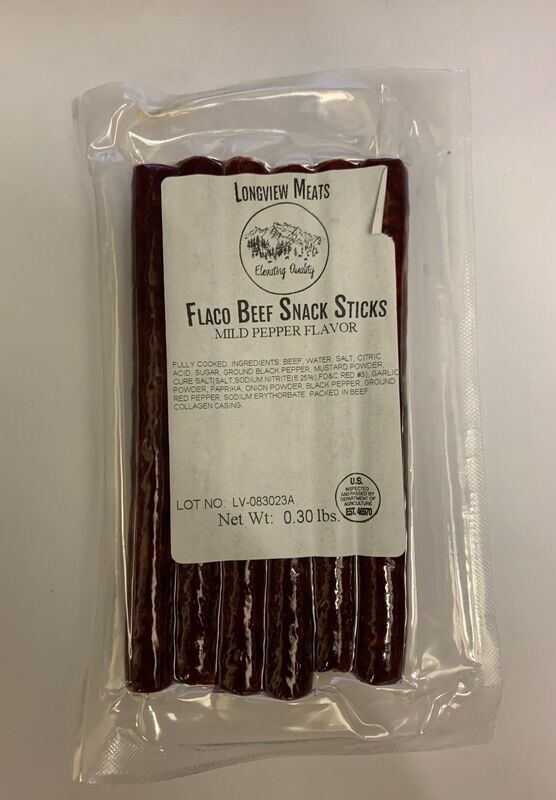 LONGVIEW MEATS
Elevating Quality
FLACO BEEF SNACK STICKS
MILD PEPPER FLAVOR
FULLY COOKED. INGREDIENTS: BEEF, WATER, SALT, CITRIC
ACID, SUGAR, GROUND BLACK PEPPER, MUSTARD POWDER,
CURE SALT(SALT,SODIUM NITRITE(6.25%),FD&C RED #3), GARLIC
POWDER, PAPRIKA, ONION POWDER, BLACK PEPPER, GROUND
RED PEPPER, SODIUM ERYTHORBATE. PACKED IN BEEF
COLLAGEN CASING.
LOT NO: LV-083023A
Net Wt: 0.30 lbs.
U.S.
INSPECTED
AND PASSED BY
DEPARTMENT OF
AGRICULTURE
EST. 46970